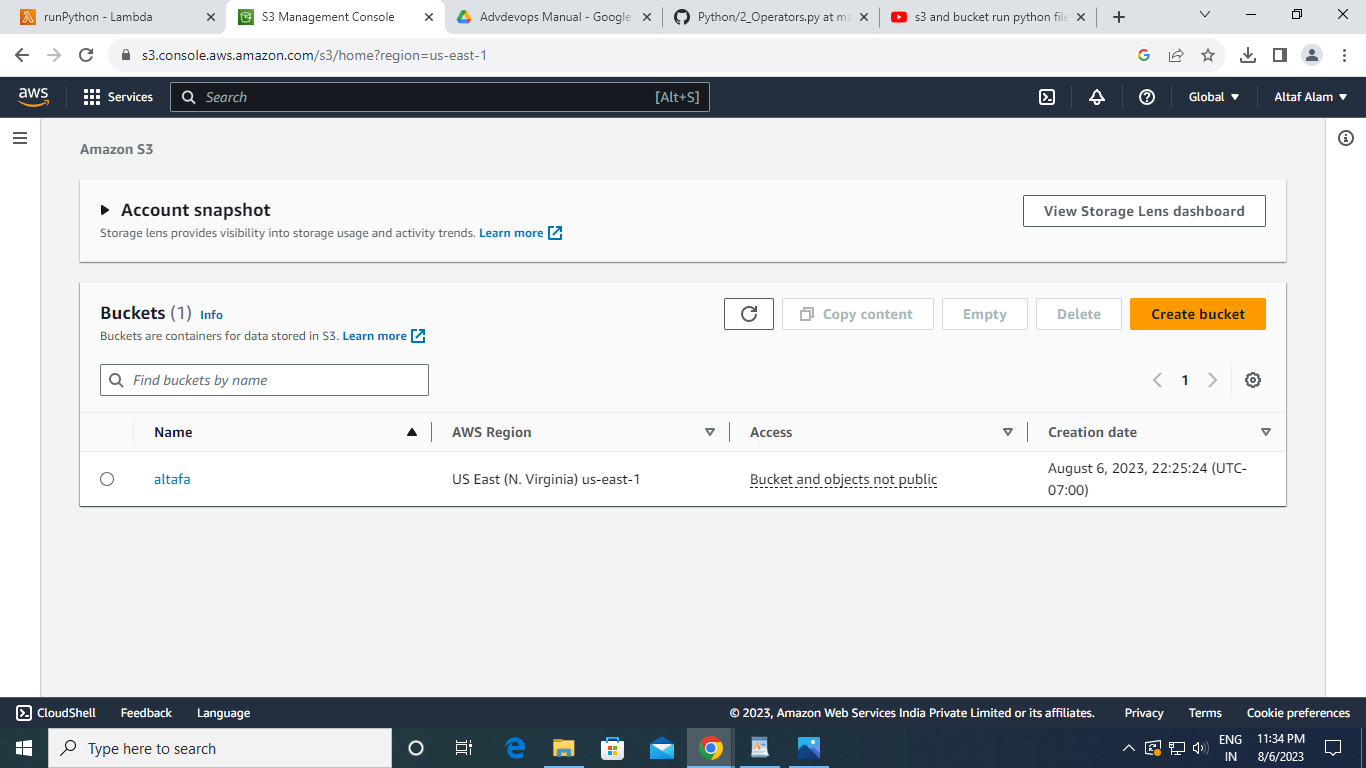 runPython - Lambda
S3 Management Console
Advdevops Manual - Google
Python/2_Operators.py at ma
s3 and bucket run python file
s3.console.aws.amazon.com/s3/home?region=us-east-1
aws
Services
Search
[Alt+S]
Global
Altaf Alam
Amazon S3
Account snapshot
View Storage Lens dashboard
Storage lens provides visibility into storage usage and activity trends. Learn more
Buckets (1) Info
Copy content
Empty
Delete
Create bucket
Buckets are containers for data stored in S3. Learn more
Find buckets by name
1
Name
AWS Region
Access
Creation date
altafa
US East (N. Virginia) us-east-1
Bucket and objects not public
August 6, 2023, 22:25:24 (UTC-
07:00)
CloudShell
Feedback
Language
© 2023, Amazon Web Services India Private Limited or its affiliates.
Privacy
Terms
Cookie preferences
Type here to search
ENG
IN
11:34 PM
8/6/2023